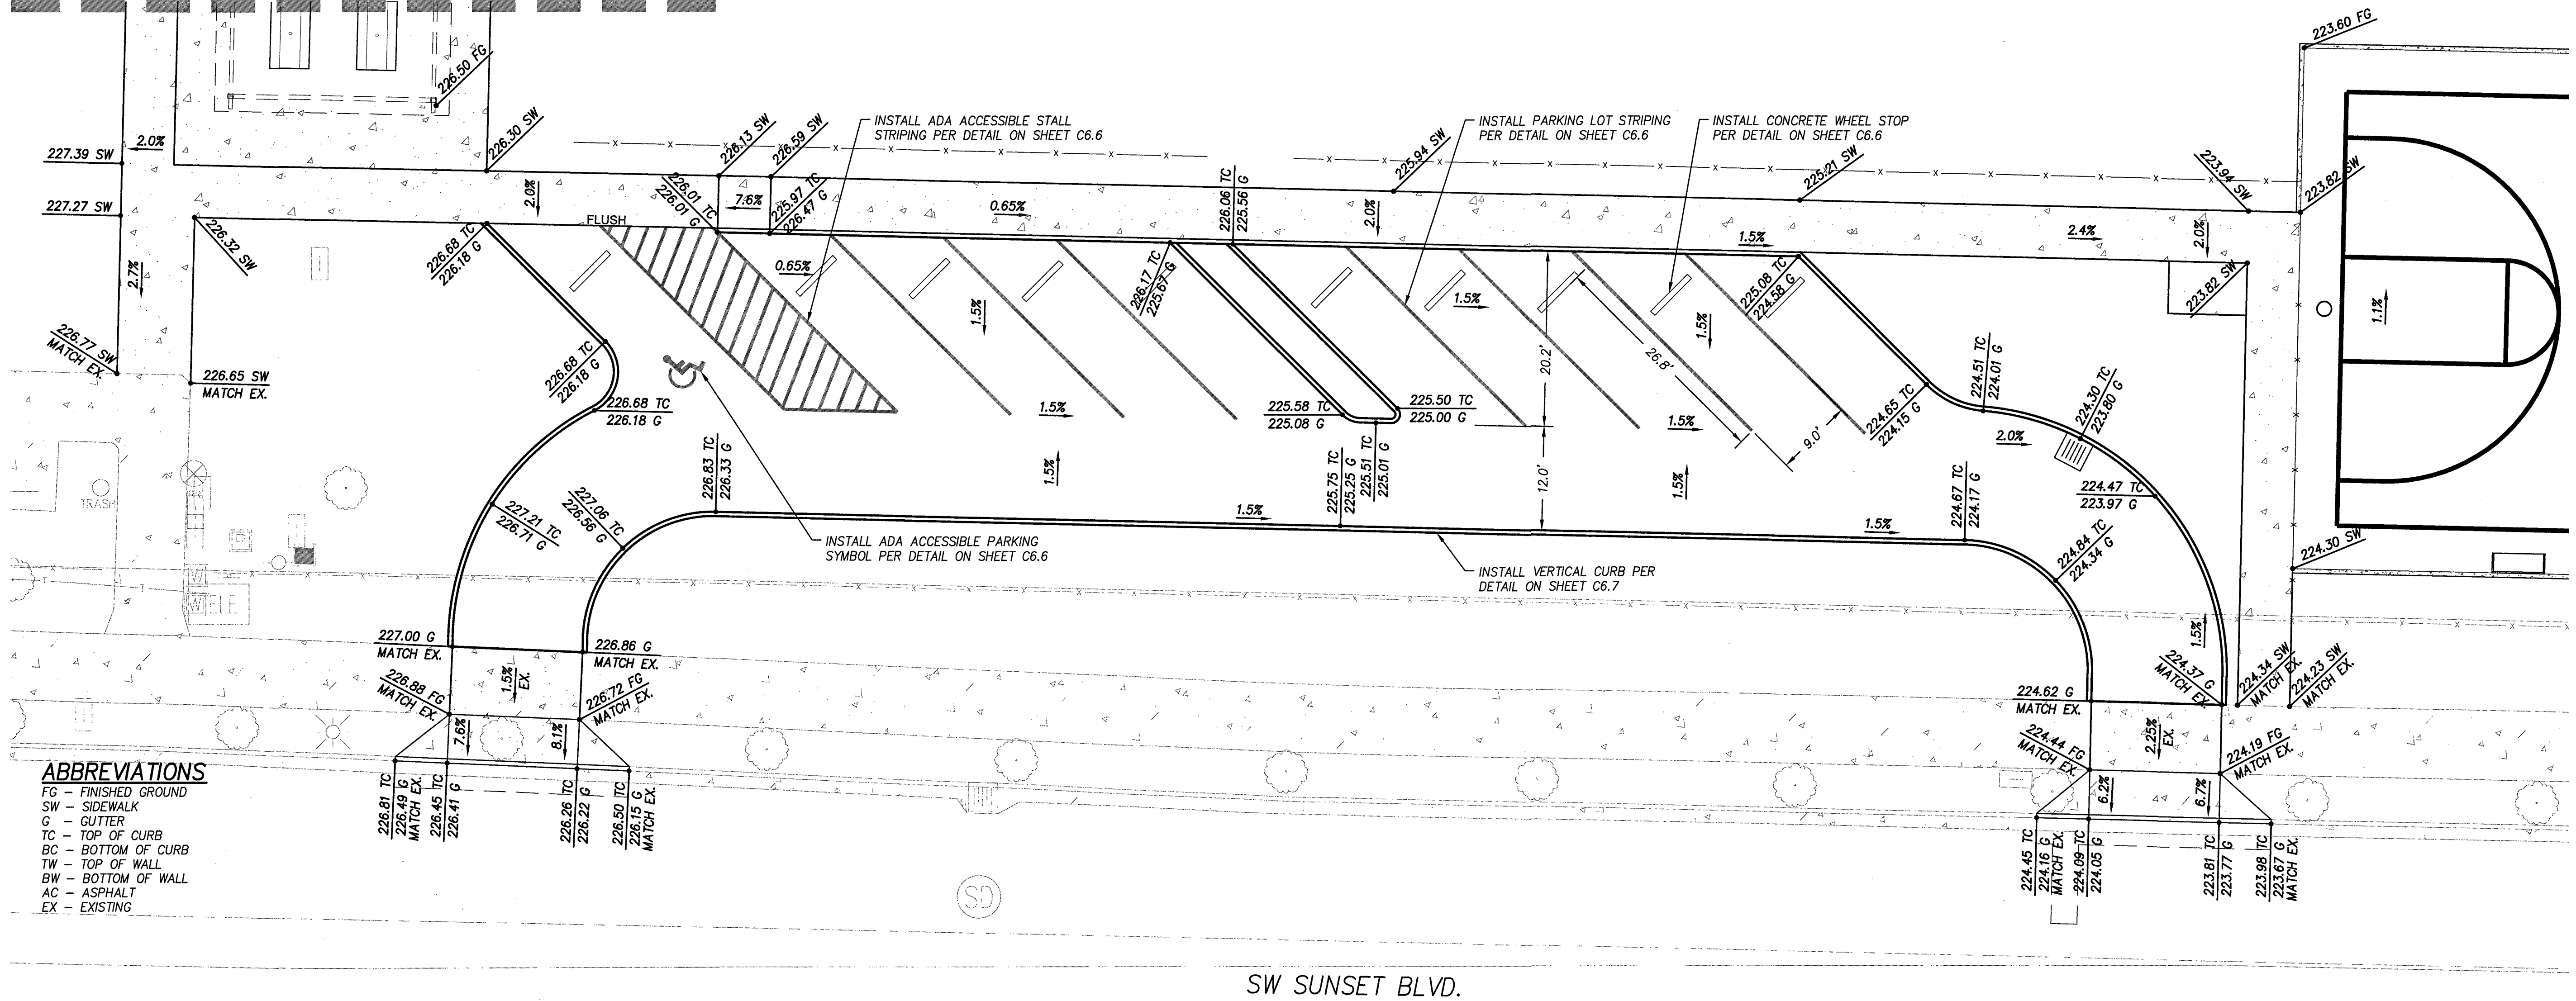 223.60 FG
226.50 FG
227.39 SW
2.0%
227.27 SW
2.7%
226.77 SW
MATCH EX.
226.32 SW
226.65 SW
MATCH EX.
226.30 SW
2.0%
226.13 SW
226.59 SW
7.6%
INSTALL ADA ACCESSIBLE STALL
STRIPING PER DETAIL ON SHEET C6.6
INSTALL PARKING LOT STRIPING
PER DETAIL ON SHEET C6.6
INSTALL CONCRETE WHEEL STOP
PER DETAIL ON SHEET C6.6
225.94 SW
225.21 SW
223.94 SW
223.82 SW
FLUSH
226.01 TC
226.01 G
225.97 TC
226.47 G
0.65%
226.06 TC
225.56 G
2.0%
1.5%
2.4%
2.0%
223.82 SW
226.68 TC
226.18 G
0.65%
1.5%
226.17 TC
225.67 G
1.5%
1.5%
225.08 TC
224.58 G
1.1%
226.68 TC
226.18 G
226.68 TC
226.18 G
1.5%
225.58 TC
225.08 G
225.50 TC
225.00 G
20.2'
26.8'
9.0'
1.5%
224.65 TC
224.15 G
224.51 TC
224.01 G
2.0%
224.30 TC
223.80 G
TRASH
227.21 TC
226.71 G
227.06 TC
226.56 G
226.83 TC
226.33 G
1.5%
1.5%
225.75 TC
225.25 G
225.51 TC
225.01 G
12.0'
1.5%
1.5%
224.67 TC
224.17 G
224.47 TC
223.97 G
224.84 TC
224.34 G
INSTALL ADA ACCESSIBLE PARKING
SYMBOL PER DETAIL ON SHEET C6.6
INSTALL VERTICAL CURB PER
DETAIL ON SHEET C6.7
224.30 SW
P
W
W
ELE
T
227.00 G
MATCH EX.
226.86 G
MATCH EX.
1.5%
EX.
226.88 FG
MATCH EX.
226.72 FG
MATCH EX.
7.6%
8.1%
226.81 TC
226.49 G
MATCH EX.
226.45 TC
226.41 G
226.26 TC
226.22 G
226.50 TC
226.15 G
MATCH EX.
1.5%
224.62 G
MATCH EX.
224.37 G
MATCH EX.
224.34 SW
MATCH EX.
224.23 SW
MATCH EX.
224.44 FG
MATCH EX.
2.25%
EX.
224.19 FG
MATCH EX.
6.2%
6.7%
224.45 TC
224.16 G
MATCH EX.
224.09 TC
224.05 G
223.81 TC
223.77 G
223.98 TC
223.67 G
MATCH EX.
ABBREVIATIONS
FG – FINISHED GROUND
SW – SIDEWALK
G – GUTTER
TC – TOP OF CURB
BC – BOTTOM OF CURB
TW – TOP OF WALL
BW – BOTTOM OF WALL
AC – ASPHALT
EX – EXISTING
SD
SW SUNSET BLVD.